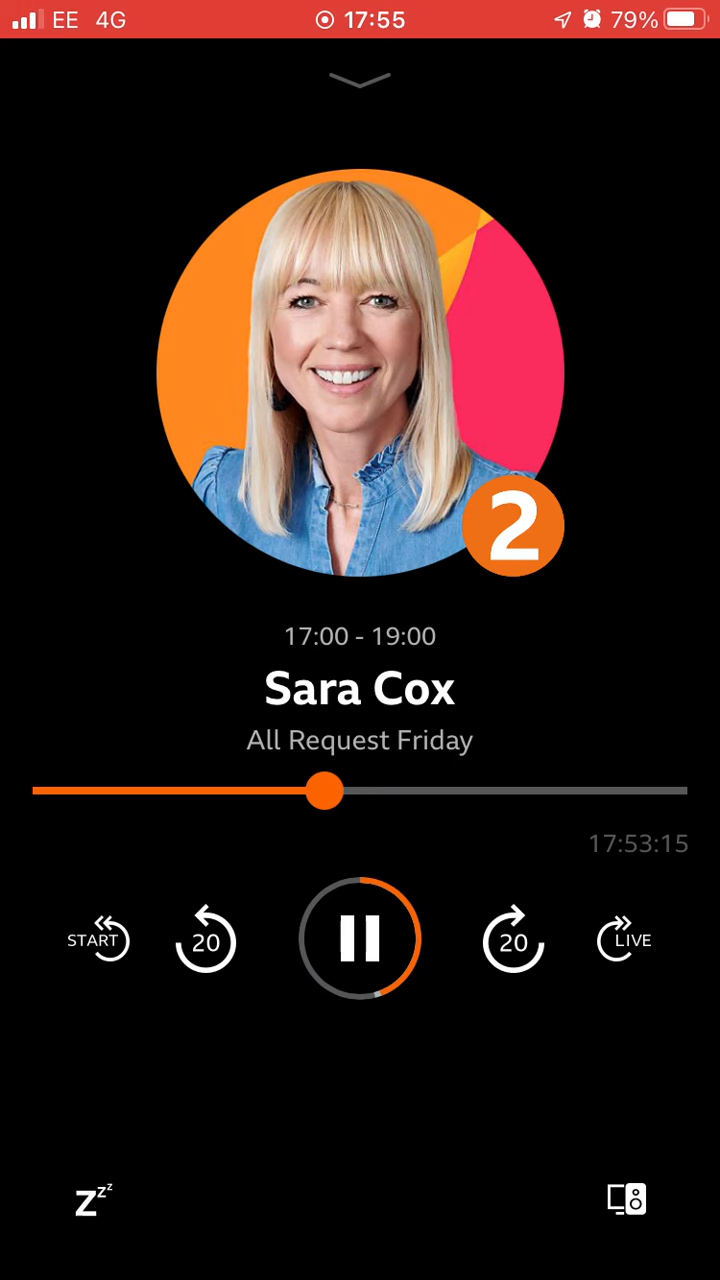 EE 4G 17:55 79%
2
17:00 - 19:00
Sara Cox
All Request Friday
17:53:15
START 20 20 LIVE
Zzz